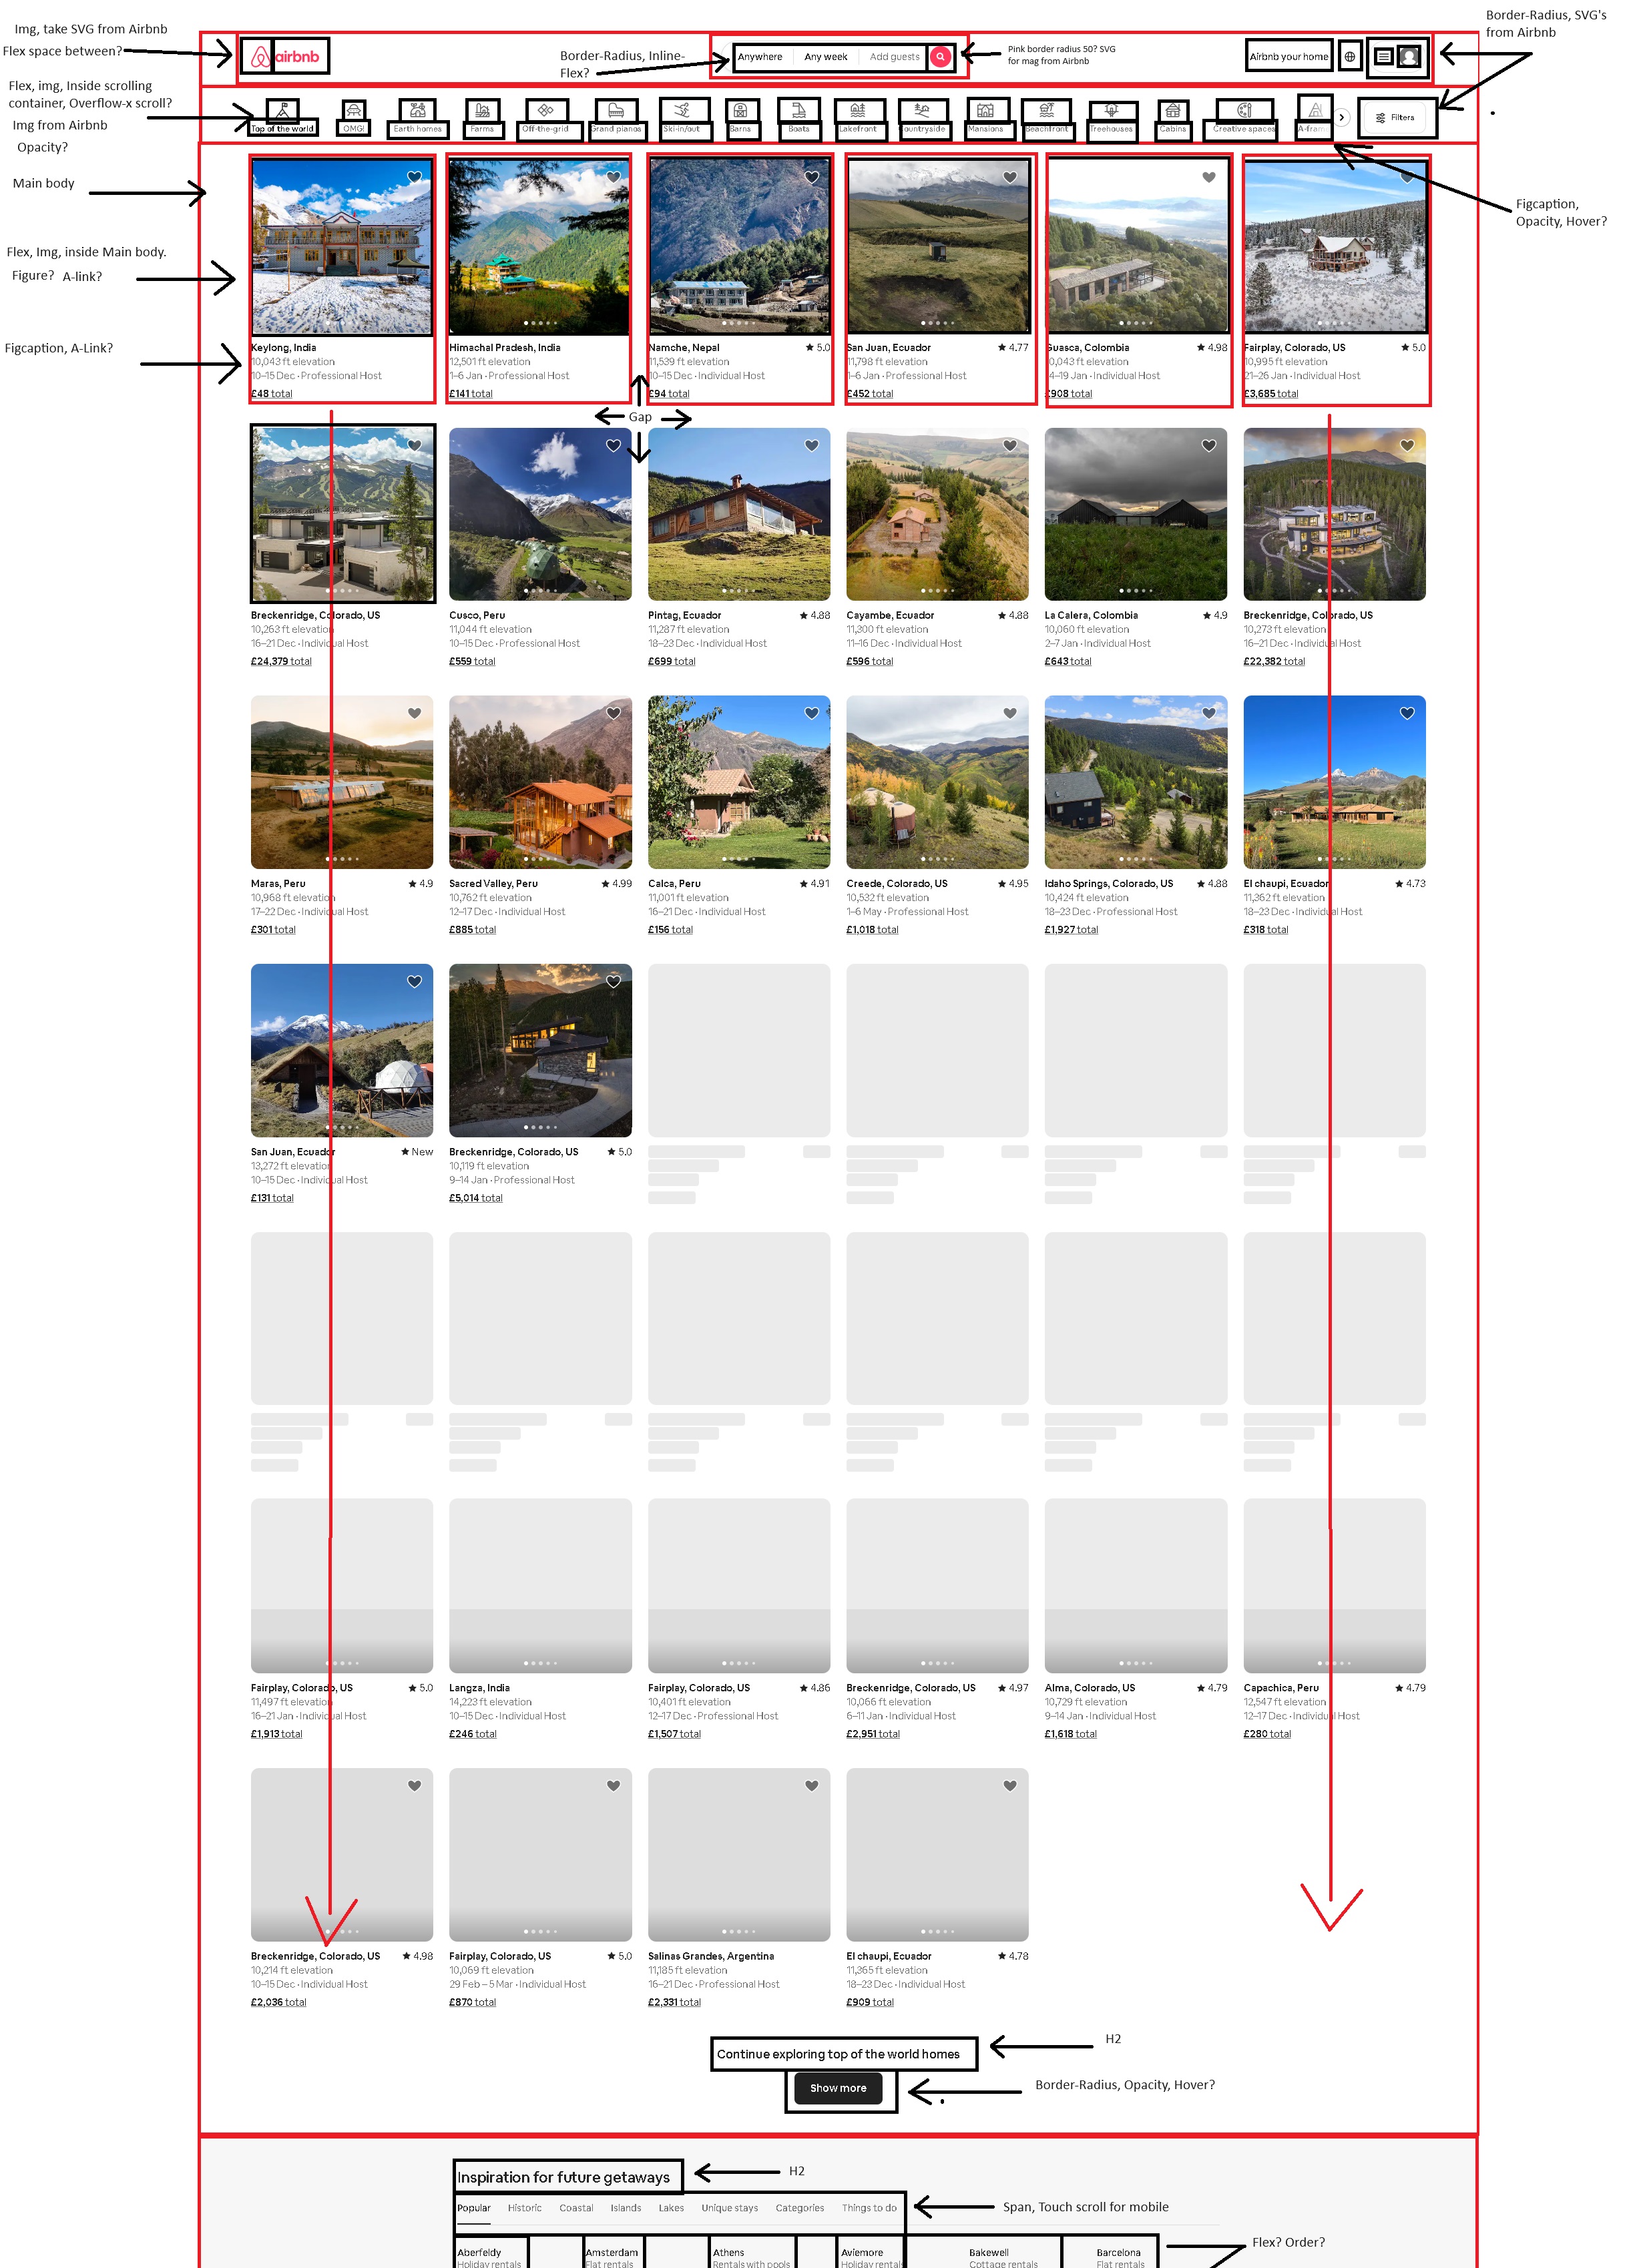 Img, take SVG from Airbnb
Flex space between?
Border-Radius, SVG's
from Airbnb
airbnb
Border-Radius, Inline-
Flex?
Anywhere
Any week
Add guests
Pink border radius 50? SVG
for mag from Airbnb
Airbnb your home
Flex, img, Inside scrolling
container, Overflow-x scroll?
Img from Airbnb
Opacity?
Top of the world
OMG!
Earth homes
Farms
Off-the-grid
Grand pianos
Ski-in/out
Barns
Boats
Lakefront
Countryside
Mansions
Beachfront
Treehouses
Cabins
Creative spaces
A-frames
Filters
Main body
Figcaption,
Opacity, Hover?
Flex, Img, inside Main body.
Figure? A-link?
Figcaption, A-Link?
Keylong, India
10,043 ft elevation
10–15 Dec · Professional Host
£48 total
Himachal Pradesh, India
12,501 ft elevation
1–6 Jan · Professional Host
£141 total
Namche, Nepal ★ 5.0
11,539 ft elevation
10–15 Dec · Individual Host
£94 total
San Juan, Ecuador ★ 4.77
11,798 ft elevation
1–6 Jan · Individual Host
£452 total
Guasca, Colombia ★ 4.98
10,043 ft elevation
14–19 Jan · Individual Host
£908 total
Fairplay, Colorado, US ★ 5.0
10,995 ft elevation
21–26 Jan · Individual Host
£3,685 total
Gap
Breckenridge, Colorado, US
10,263 ft elevation
16–21 Dec · Individual Host
£24,379 total
Cusco, Peru
11,044 ft elevation
10–15 Dec · Professional Host
£559 total
Pintag, Ecuador ★ 4.88
11,287 ft elevation
18–23 Dec · Individual Host
£699 total
Cayambe, Ecuador ★ 4.88
11,300 ft elevation
11–16 Dec · Individual Host
£596 total
La Calera, Colombia ★ 4.9
10,060 ft elevation
2–7 Jan · Individual Host
£643 total
Breckenridge, Colorado, US
10,273 ft elevation
16–21 Dec · Individual Host
£22,382 total
Maras, Peru ★ 4.9
10,968 ft elevation
17–22 Dec · Individual Host
£301 total
Sacred Valley, Peru ★ 4.99
10,762 ft elevation
12–17 Dec · Individual Host
£885 total
Calca, Peru ★ 4.91
11,001 ft elevation
16–21 Dec · Individual Host
£156 total
Creede, Colorado, US ★ 4.95
10,532 ft elevation
1–6 May · Professional Host
£1,018 total
Idaho Springs, Colorado, US ★ 4.88
10,424 ft elevation
18–23 Dec · Professional Host
£1,927 total
El chaupi, Ecuador ★ 4.73
11,362 ft elevation
18–23 Dec · Individual Host
£318 total
San Juan, Ecuador ★ New
13,272 ft elevation
10–15 Dec · Individual Host
£131 total
Breckenridge, Colorado, US ★ 5.0
10,119 ft elevation
9–14 Jan · Professional Host
£5,014 total
Fairplay, Colorado, US ★ 5.0
11,497 ft elevation
16–21 Jan · Individual Host
£1,913 total
Langza, India
14,223 ft elevation
10–15 Dec · Individual Host
£246 total
Fairplay, Colorado, US ★ 4.86
10,401 ft elevation
12–17 Dec · Professional Host
£1,507 total
Breckenridge, Colorado, US ★ 4.97
10,066 ft elevation
6–11 Jan · Individual Host
£2,951 total
Alma, Colorado, US ★ 4.79
10,729 ft elevation
9–14 Jan · Individual Host
£1,618 total
Capachica, Peru ★ 4.79
12,547 ft elevation
12–17 Dec · Individual Host
£280 total
Breckenridge, Colorado, US ★ 4.98
10,214 ft elevation
10–15 Dec · Individual Host
£2,036 total
Fairplay, Colorado, US ★ 5.0
10,069 ft elevation
29 Feb – 5 Mar · Individual Host
£870 total
Salinas Grandes, Argentina
11,185 ft elevation
16–21 Dec · Professional Host
£2,331 total
El chaupi, Ecuador ★ 4.78
11,365 ft elevation
18–23 Dec · Individual Host
£909 total
Continue exploring top of the world homes
H2
Show more
Border-Radius, Opacity, Hover?
Inspiration for future getaways
H2
Popular
Historic
Coastal
Islands
Lakes
Unique stays
Categories
Things to do
Span, Touch scroll for mobile
Flex? Order?
Aberfeldy
Holiday rentals
Amsterdam
Flat rentals
Athens
Rentals with pools
Aviemore
Holiday rentals
Bakewell
Cottage rentals
Barcelona
Flat rentals